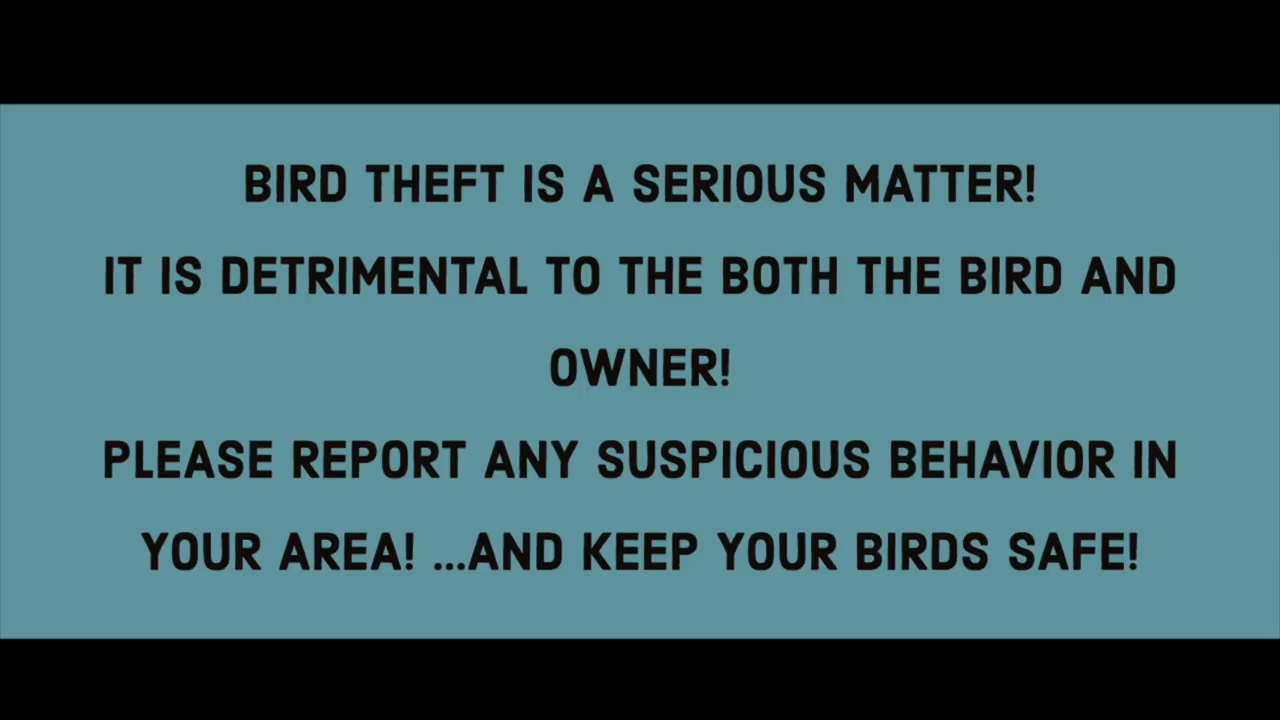 BIRD THEFT IS A SERIOUS MATTER!
IT IS DETRIMENTAL TO THE BOTH THE BIRD AND
OWNER!
PLEASE REPORT ANY SUSPICIOUS BEHAVIOR IN
YOUR AREA! ...AND KEEP YOUR BIRDS SAFE!